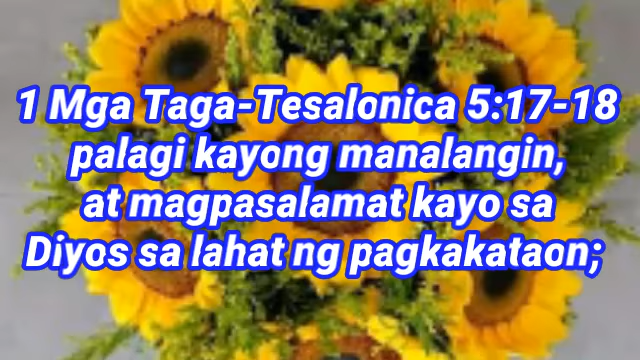 1 Mga Taga-Tesalonica 5:17-18
palagi kayong manalangin,
at magpasalamat kayo sa
Diyos sa lahat ng pagkakataon;